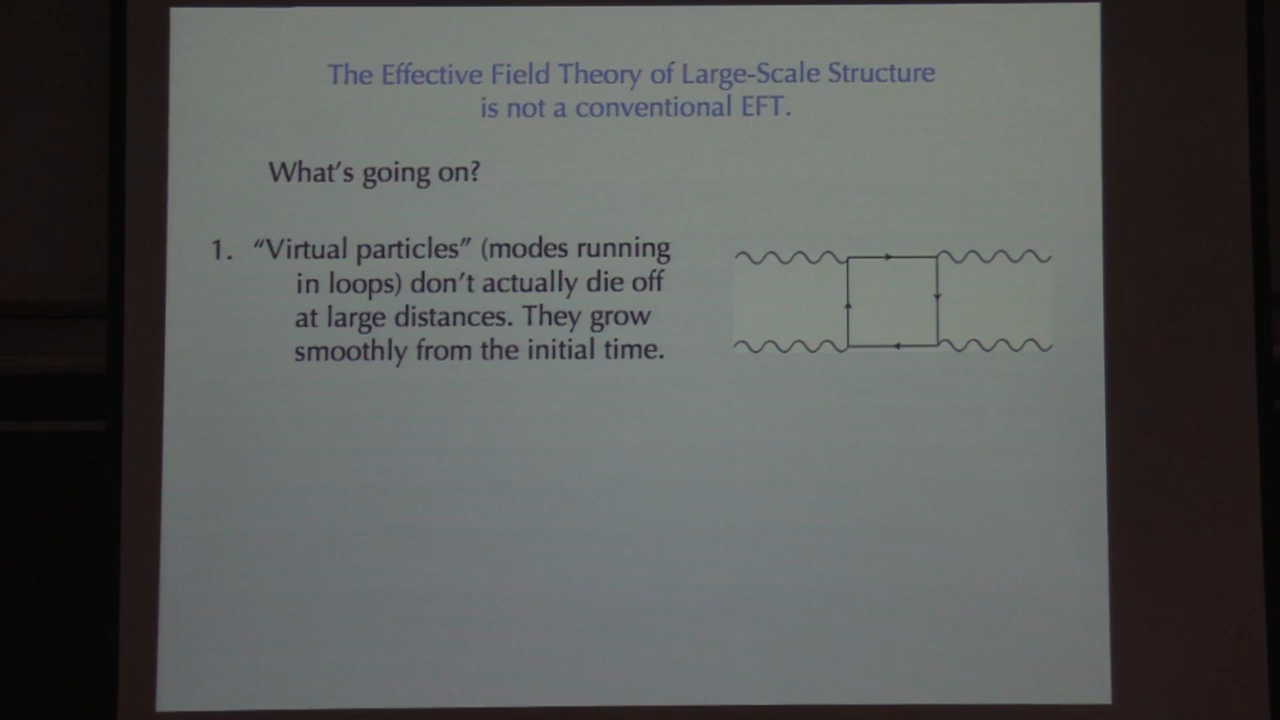 The Effective Field Theory of Large-Scale Structure
is not a conventional EFT.
What's going on?
1. “Virtual particles” (modes running
in loops) don't actually die off
at large distances. They grow
smoothly from the initial time.